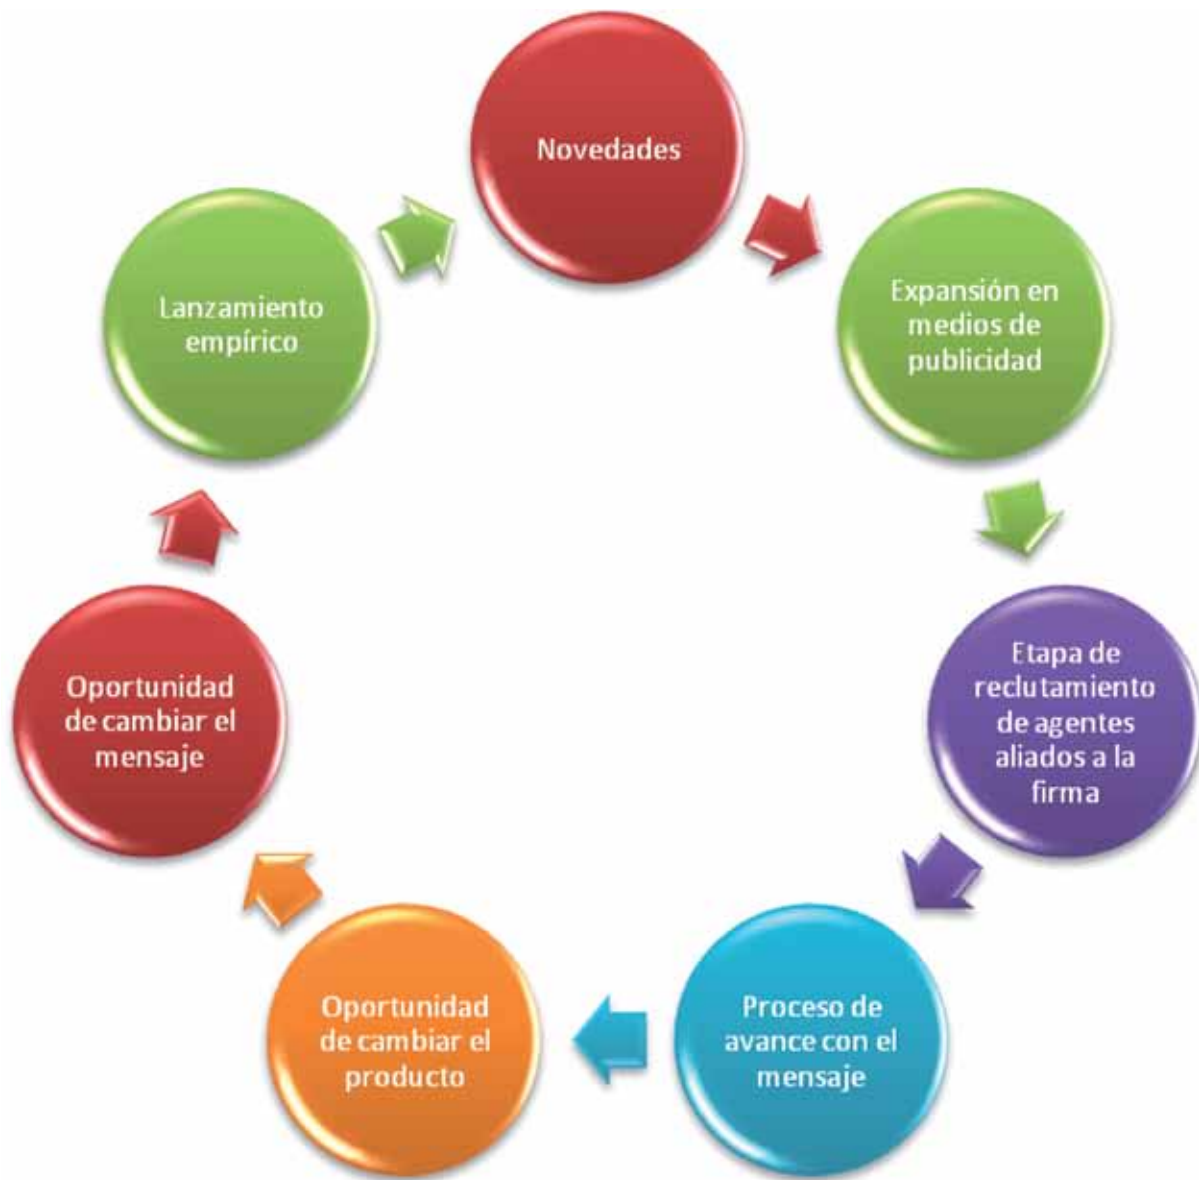 Novedades
Expansión en
medios de
publicidad
Etapa de
reclutamiento
de agentes
aliados a la
firma
Proceso de
avance con el
mensaje
Oportunidad
de cambiar el
producto
Oportunidad
de cambiar el
mensaje
Lanzamiento
empírico